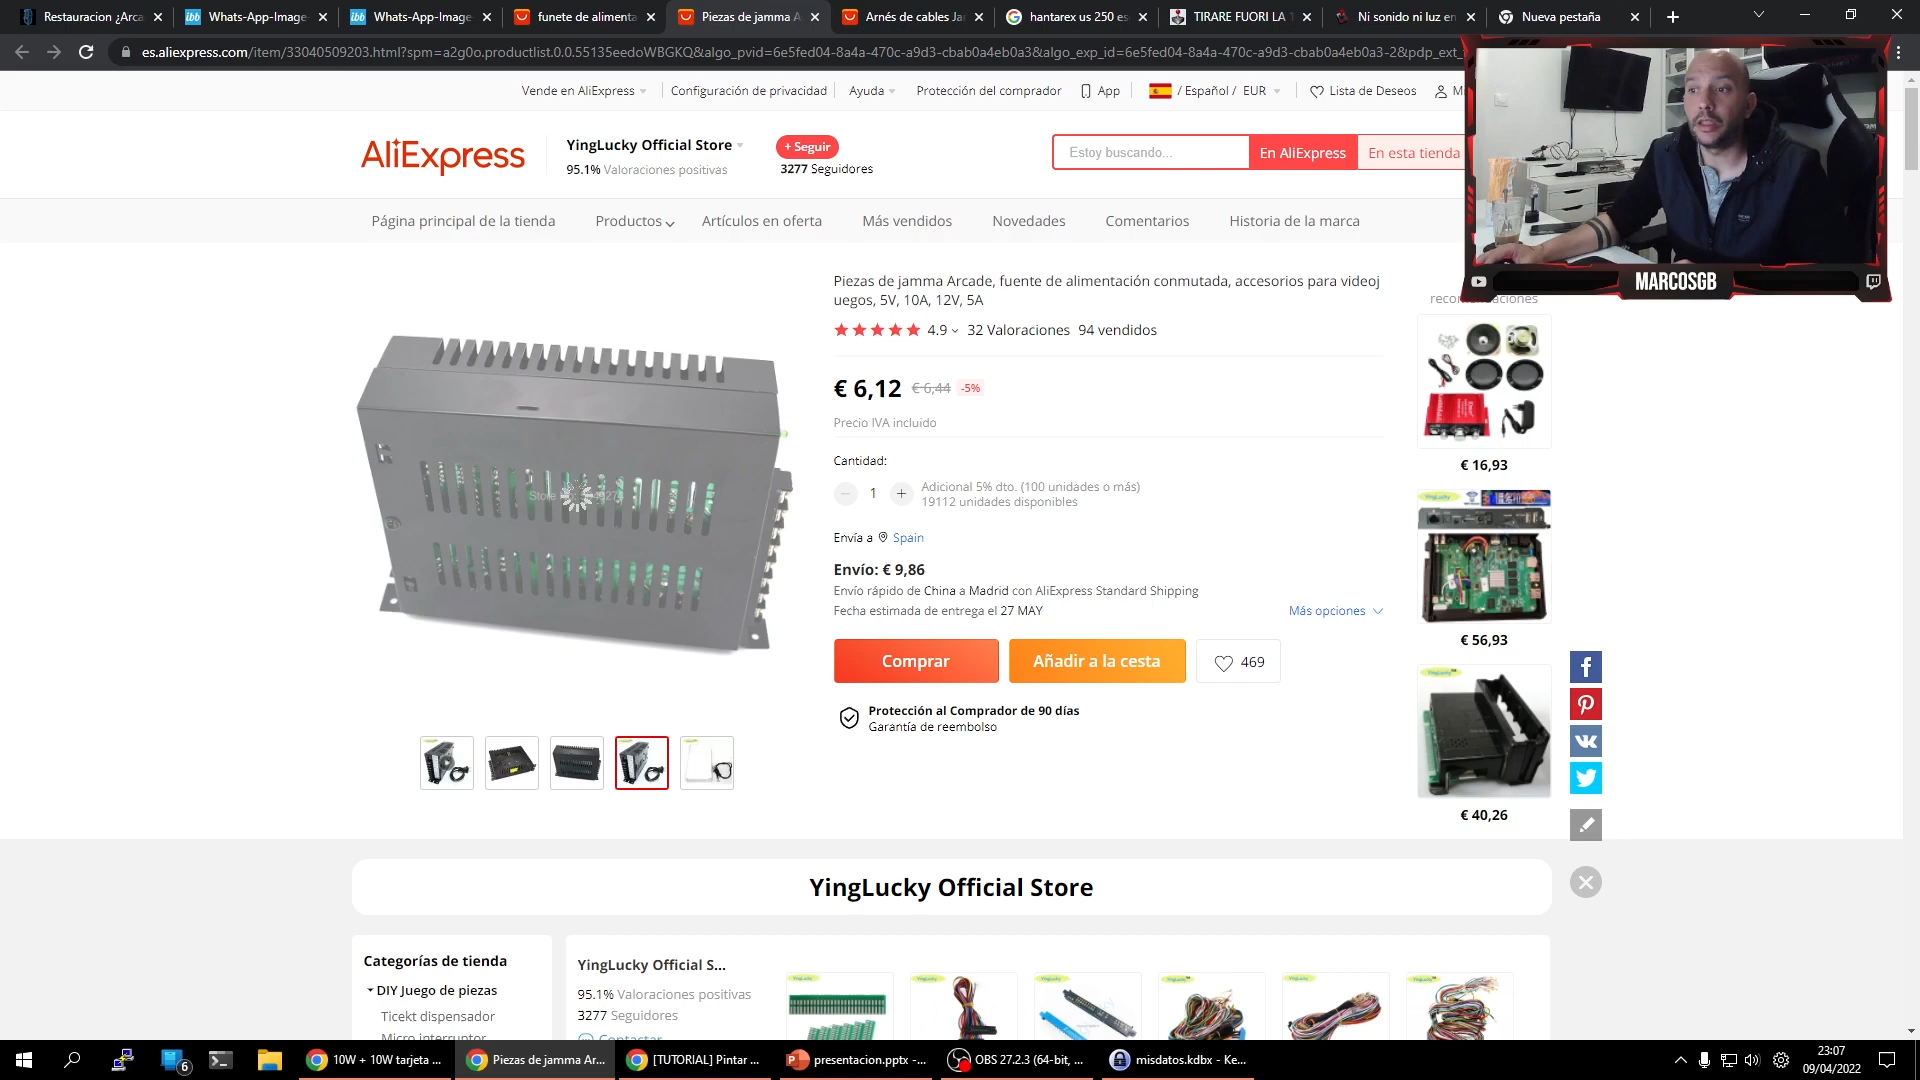 Restauracion ¿Arca
Whats-App-Image-
Whats-App-Image-
funete de alimenta
Piezas de jamma A
Arnés de cables Ja
hantarex us 250 es
TIRARE FUORI LA T
Ni sonido ni luz en
Nueva pestaña
es.aliexpress.com/item/33040509203.html?spm=a2g0o.productlist.0.0.55135eedoWBGKQ&algo_pvid=6e5fed04-8a4a-470c-a9d3-cbab0a4eb0a3&algo_exp_id=6e5fed04-8a4a-470c-a9d3-cbab0a4eb0a3-2&pdp_ext_
Vende en AliExpress
Configuración de privacidad
Ayuda
Protección del comprador
App
/ Español / EUR
Lista de Deseos
AliExpress
YingLucky Official Store
95.1% Valoraciones positivas
+ Seguir
3277 Seguidores
Estoy buscando...
En AliExpress
En esta tienda
Página principal de la tienda
Productos
Artículos en oferta
Más vendidos
Novedades
Comentarios
Historia de la marca
MARCOSGB
Piezas de jamma Arcade, fuente de alimentación conmutada, accesorios para videoj
uegos, 5V, 10A, 12V, 5A
4.9
32 Valoraciones
94 vendidos
€ 6,12
€ 6,44
-5%
Precio IVA incluido
Cantidad:
1
Adicional 5% dto. (100 unidades o más)
19112 unidades disponibles
Envía a
Spain
Envío: € 9,86
Envío rápido de China a Madrid con AliExpress Standard Shipping
Fecha estimada de entrega el 27 MAY
Más opciones
Comprar
Añadir a la cesta
469
Protección al Comprador de 90 días
Garantía de reembolso
€ 16,93
€ 56,93
€ 40,26
YingLucky Official Store
Categorías de tienda
DIY Juego de piezas
Ticekt dispensador
Micro interruptor
YingLucky Official S...
95.1% Valoraciones positivas
3277 Seguidores
Contactar
6
10W + 10W tarjeta ...
Piezas de jamma Ar...
[TUTORIAL] Pintar ...
presentacion.pptx -...
OBS 27.2.3 (64-bit, ...
misdatos.kdbx - Ke...
23:07
09/04/2022